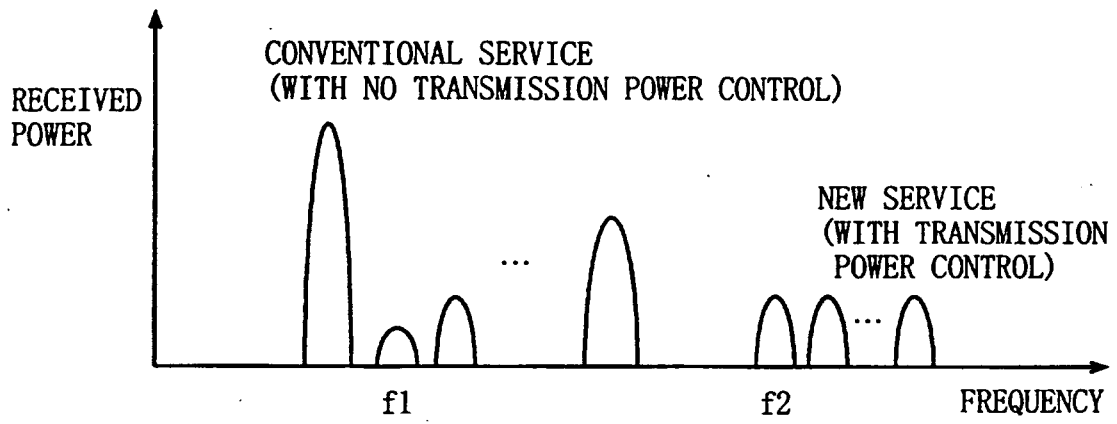 CONVENTIONAL SERVICE
(WITH NO TRANSMISSION POWER CONTROL)
RECEIVED
POWER
NEW SERVICE
(WITH TRANSMISSION
POWER CONTROL)
...
...
f1
f2
FREQUENCY